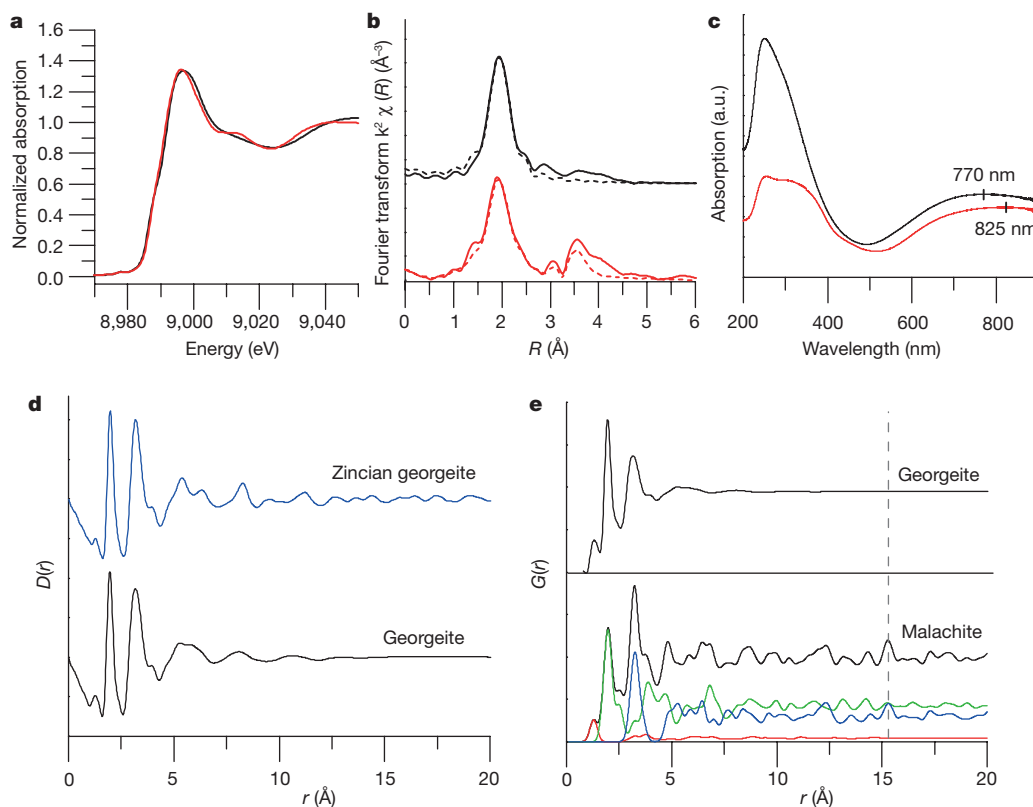 a
1.6
1.4
1.2
1.0
0.8
0.6
0.4
0.2
0.0
Normalized absorption
8,980 9,000 9,020 9,040
Energy (eV)
b
Fourier transform k² χ (R) (Å⁻³)
0 1 2 3 4 5 6
R (Å)
c
Absorption (a.u.)
770 nm
825 nm
200 400 600 800
Wavelength (nm)
d
D(r)
Zincian georgeite
Georgeite
0 5 10 15 20
r (Å)
e
G(r)
Georgeite
Malachite
0 5 10 15 20
r (Å)